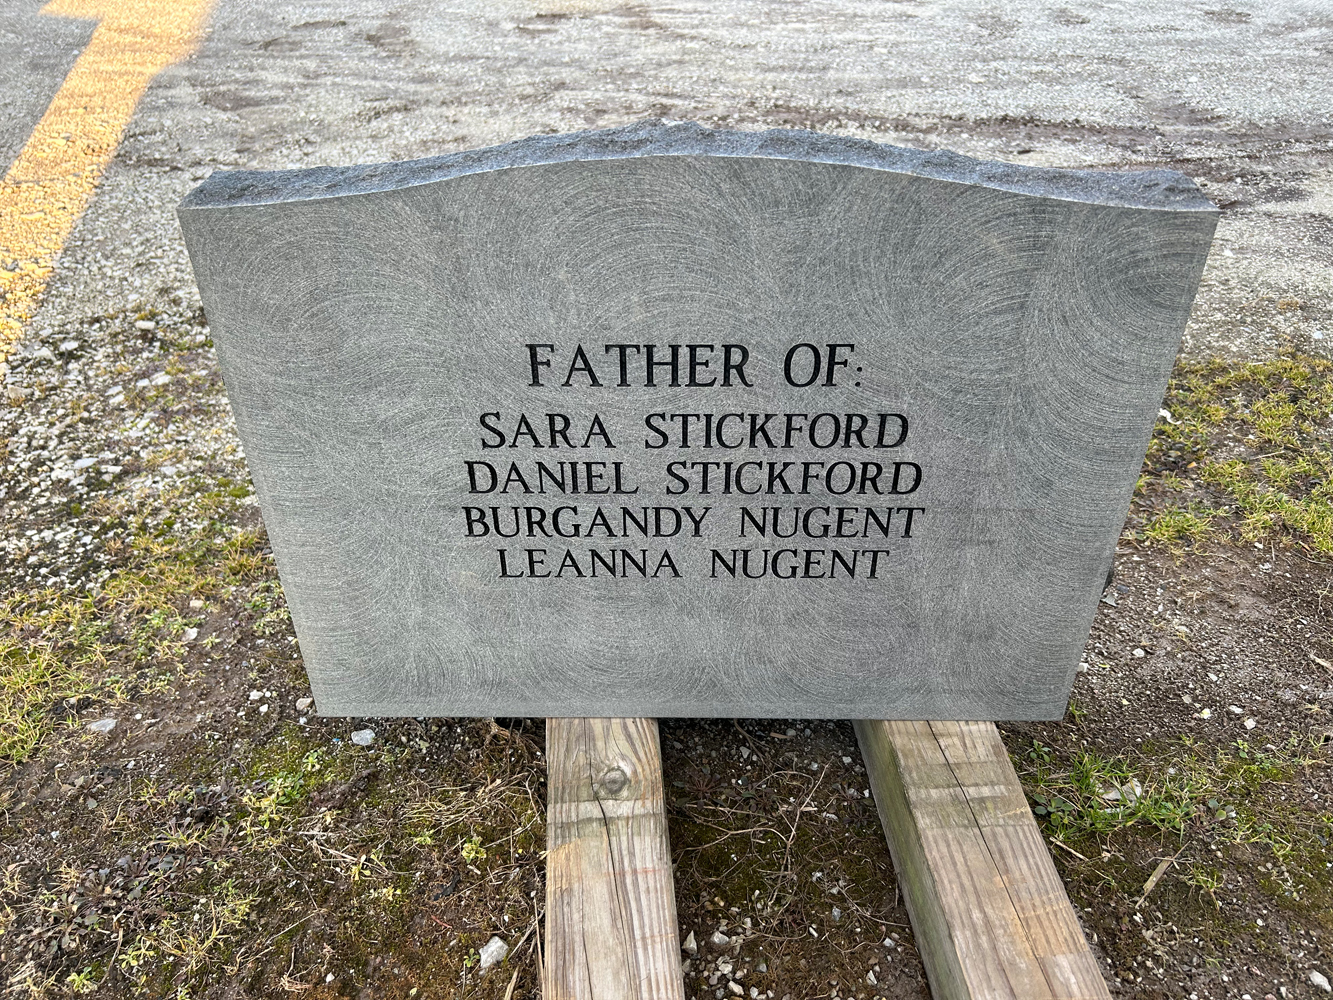 FATHER OF:
SARA STICKFORD
DANIEL STICKFORD
BURGANDY NUGENT
LEANNA NUGENT